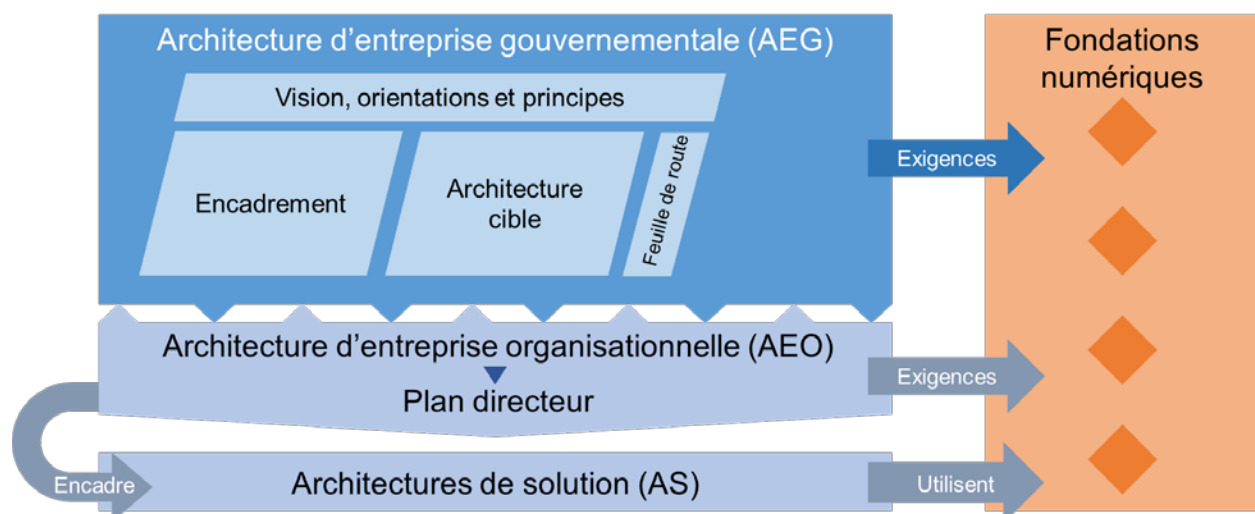 Architecture d'entreprise gouvernementale (AEG)
Vision, orientations et principes
Encadrement
Architecture
cible
Feuille de route
Exigences
Fondations
numériques
Architecture d'entreprise organisationnelle (AEO)
Plan directeur
Exigences
Encadre
Architectures de solution (AS)
Utilisent